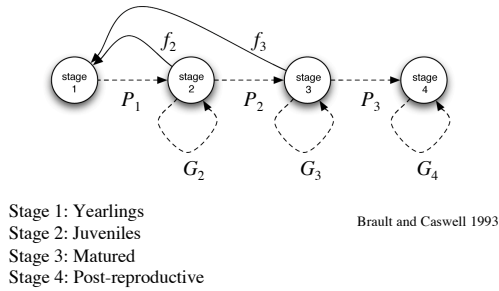 f2 f3
stage 1
stage 2
stage 3
stage 4
P1 P2 P3
G2 G3 G4
Stage 1: Yearlings
Stage 2: Juveniles
Stage 3: Matured
Stage 4: Post-reproductive
Brault and Caswell 1993